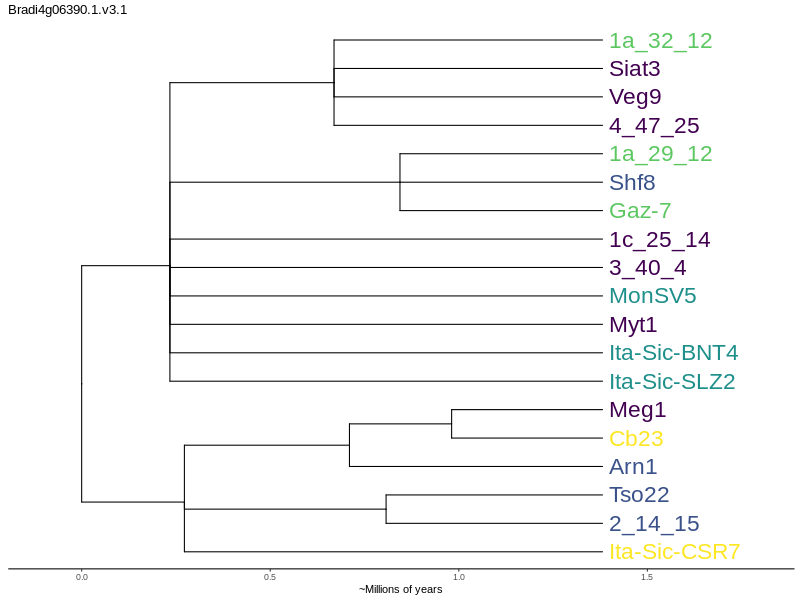 Bradi4g06390.1.v3.1
1a_32_12
Siat3
Veg9
4_47_25
1a_29_12
Shf8
Gaz-7
1c_25_14
3_40_4
MonSV5
Myt1
Ita-Sic-BNT4
Ita-Sic-SLZ2
Meg1
Cb23
Arn1
Tso22
2_14_15
Ita-Sic-CSR7
0.0 0.5 1.0 1.5
~Millions of years